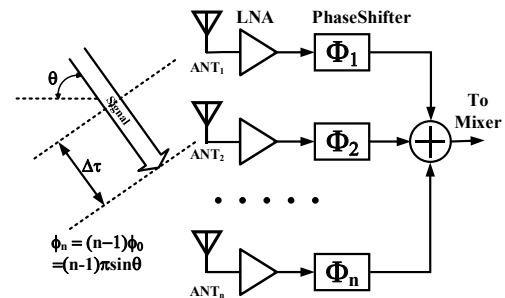 LNA PhaseShifter
θ
Signal
ANT₁
Φ₁
To
Mixer
ANT₂
Φ₂
Δτ
ϕₙ = (n−1)ϕ₀
=(n-1)πsinθ
ANTₙ
Φₙ